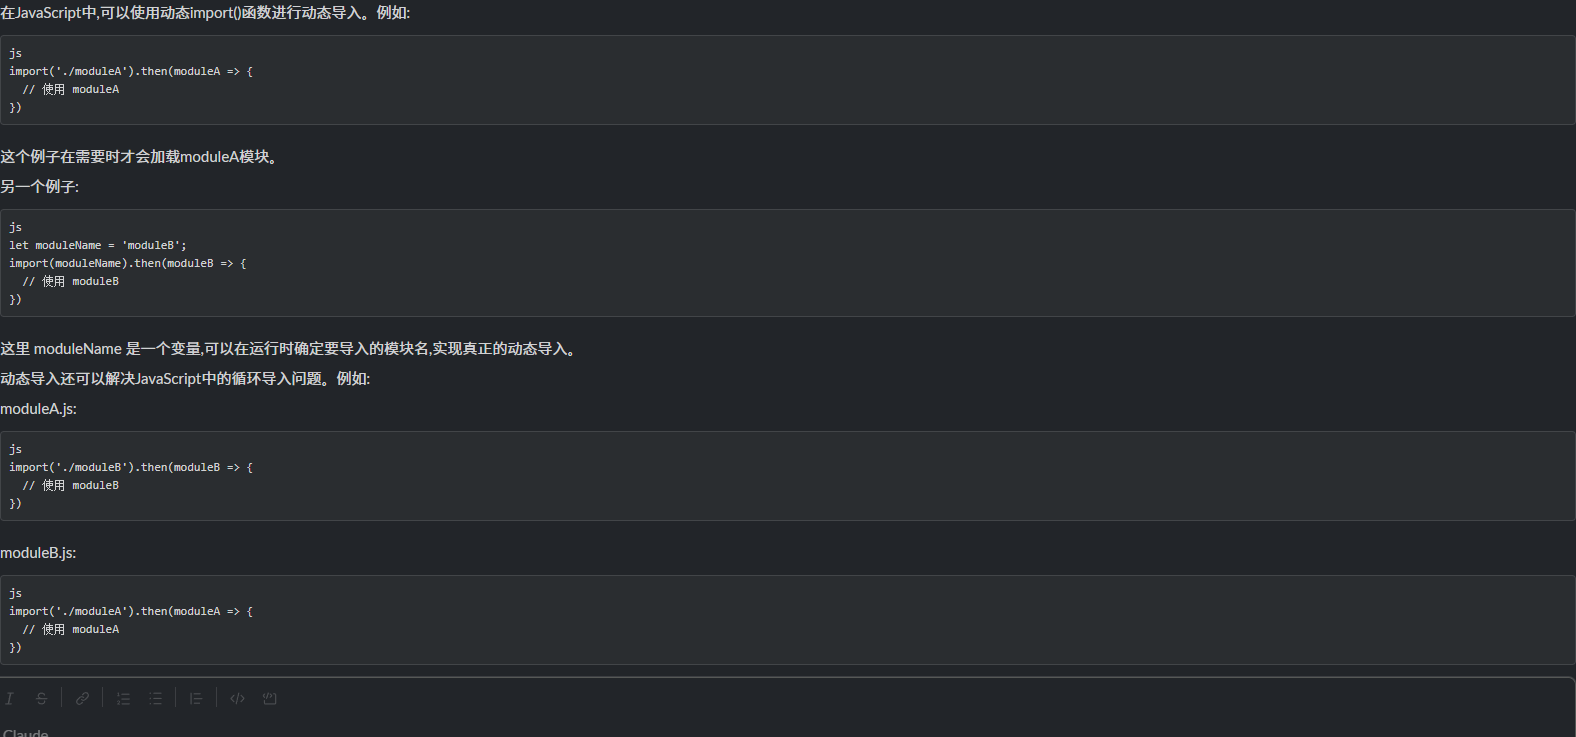 在JavaScript中,可以使用动态import()函数进行动态导入。例如:
js
import('./moduleA').then(moduleA => {
  // 使用 moduleA
})
这个例子在需要时才会加载moduleA模块。
另一个例子:
js
let moduleName = 'moduleB';
import(moduleName).then(moduleB => {
  // 使用 moduleB
})
这里 moduleName 是一个变量,可以在运行时确定要导入的模块名,实现真正的动态导入。
动态导入还可以解决JavaScript中的循环导入问题。例如:
moduleA.js:
js
import('./moduleB').then(moduleB => {
  // 使用 moduleB
})
moduleB.js:
js
import('./moduleA').then(moduleA => {
  // 使用 moduleA
})
Claude